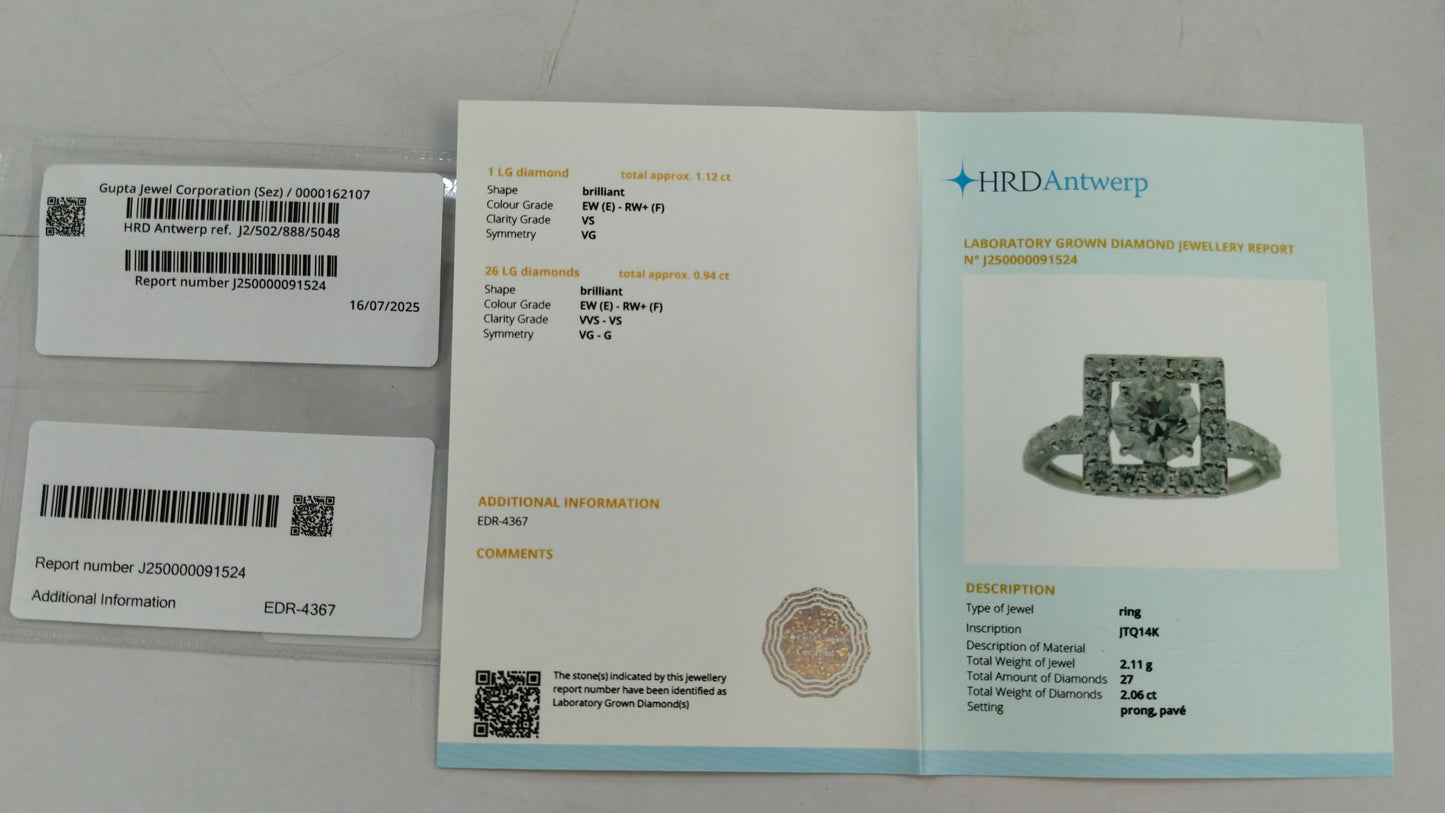 Gupta Jewel Corporation (Sez) / 0000162107
HRD Antwerp ref. J2/502/888/5048
Report number J250000091524
16/07/2025
Report number J250000091524
Additional Information EDR-4367
1 LG diamond total approx. 1.12 ct
Shape brilliant
Colour Grade EW (E) - RW+ (F)
Clarity Grade VS
Symmetry VG
26 LG diamonds total approx. 0.94 ct
Shape brilliant
Colour Grade EW (E) - RW+ (F)
Clarity Grade VVS - VS
Symmetry VG - G
ADDITIONAL INFORMATION
EDR-4367
COMMENTS
The stone(s) indicated by this jewellery
report number have been identified as
Laboratory Grown Diamond(s)
HRD Antwerp
LABORATORY GROWN DIAMOND JEWELLERY REPORT
N° J250000091524
DESCRIPTION
Type of Jewel ring
Inscription JTQ14K
Description of Material
Total Weight of Jewel 2.11 g
Total Amount of Diamonds 27
Total Weight of Diamonds 2.06 ct
Setting prong, pavé